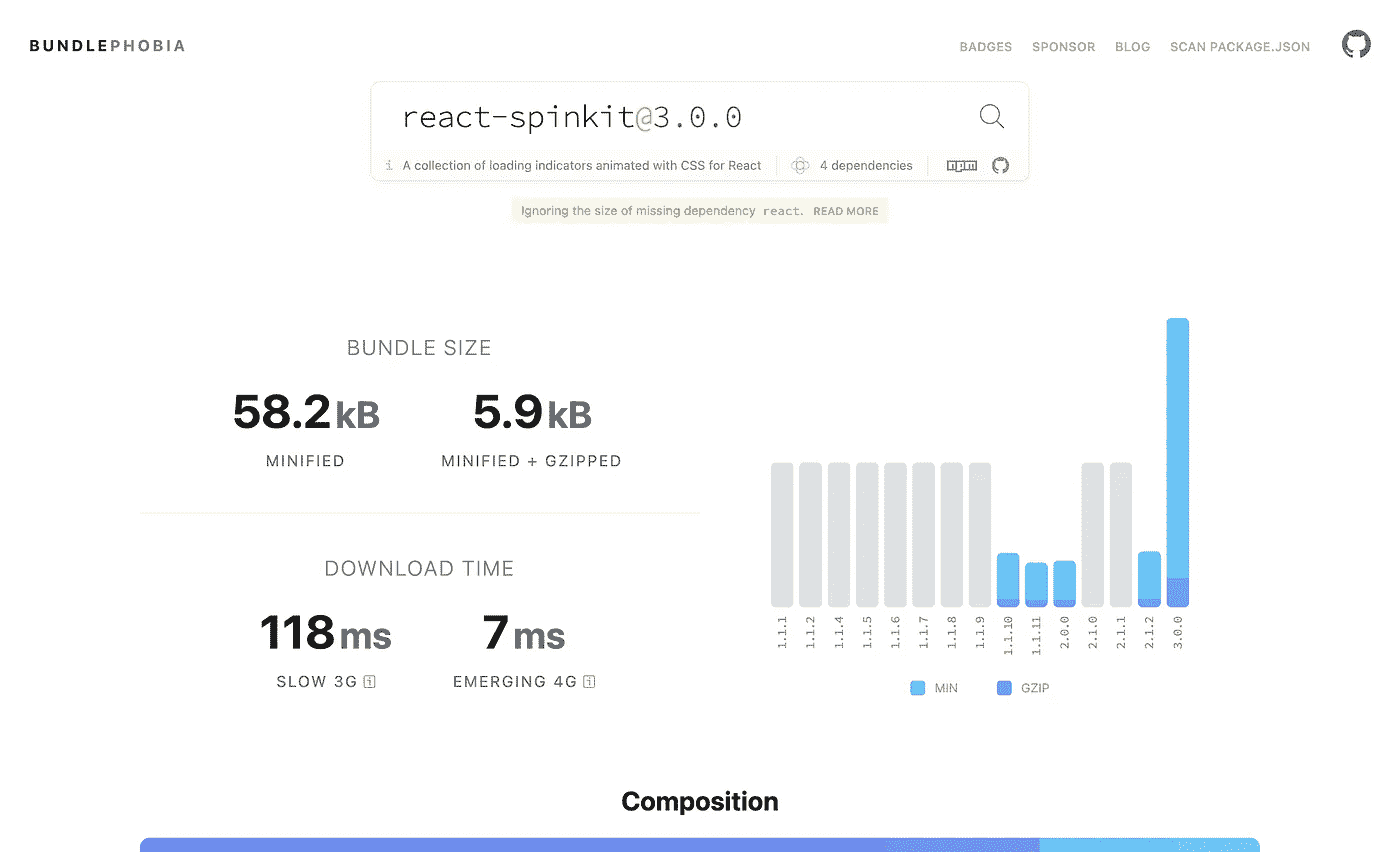 BUNDLEPHOBIA
BADGES SPONSOR BLOG SCAN PACKAGE.JSON
react-spinkit@3.0.0
i A collection of loading indicators animated with CSS for React
4 dependencies
npm
Ignoring the size of missing dependency react. READ MORE
BUNDLE SIZE
58.2 kB
5.9 kB
MINIFIED
MINIFIED + GZIPPED
DOWNLOAD TIME
118 ms
7 ms
SLOW 3G i
EMERGING 4G i
1.1.1
1.1.2
1.1.4
1.1.5
1.1.6
1.1.7
1.1.8
1.1.9
1.1.10
1.1.11
2.0.0
2.1.0
2.1.1
2.1.2
3.0.0
MIN
GZIP
Composition